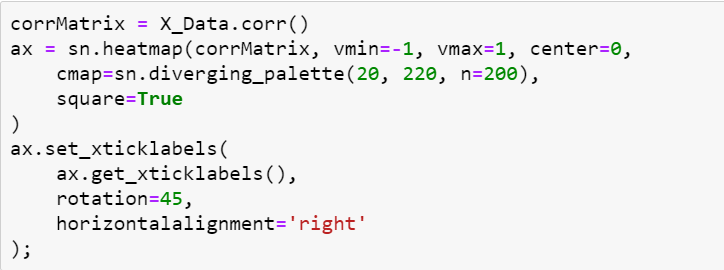 corrMatrix = X_Data.corr()
ax = sn.heatmap(corrMatrix, vmin=-1, vmax=1, center=0,
    cmap=sn.diverging_palette(20, 220, n=200),
    square=True
)
ax.set_xticklabels(
    ax.get_xticklabels(),
    rotation=45,
    horizontalalignment='right'
);